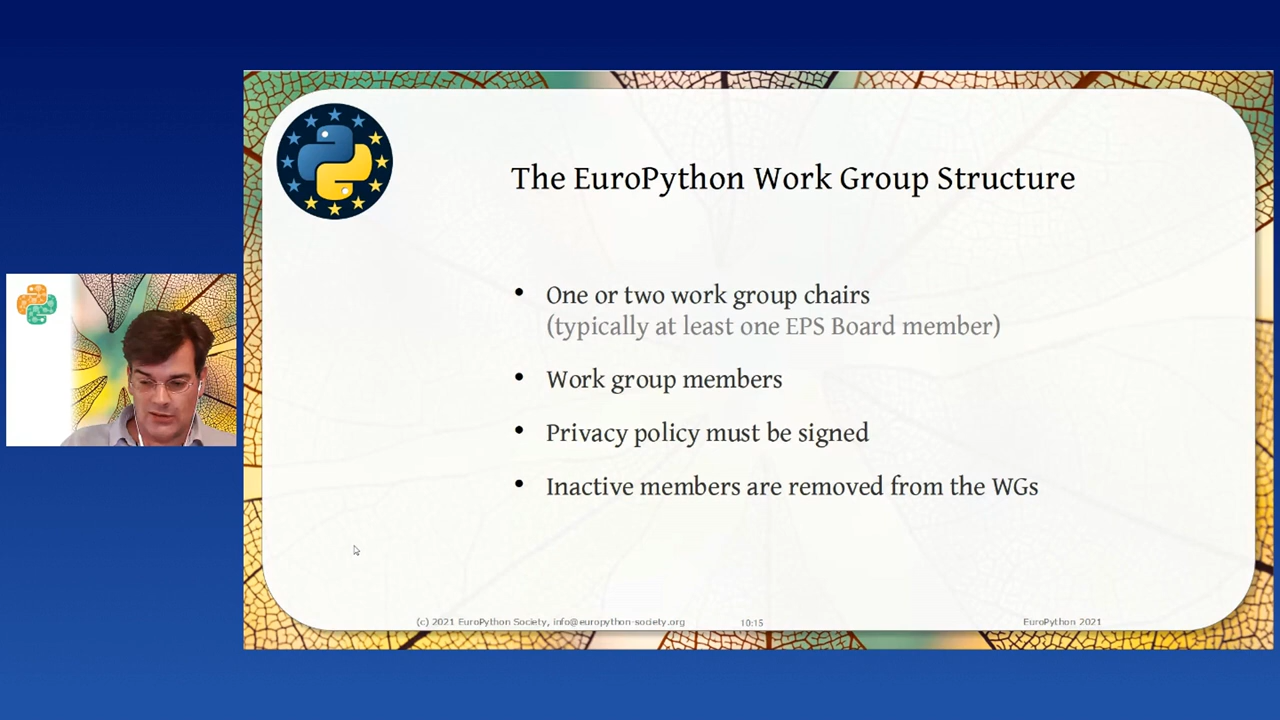 The EuroPython Work Group Structure
• One or two work group chairs
(typically at least one EPS Board member)
• Work group members
• Privacy policy must be signed
• Inactive members are removed from the WGs
(c) 2021 EuroPython Society, info@europython-society.org
10:15
EuroPython 2021